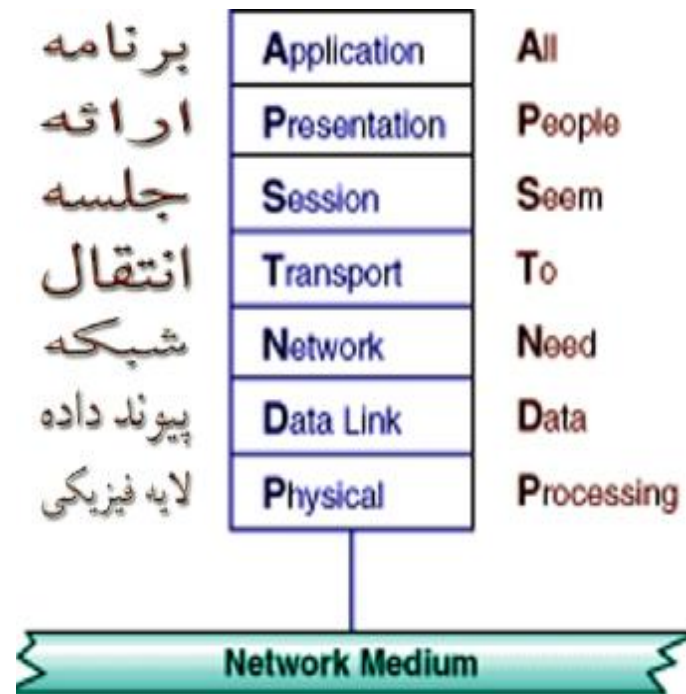 برنامه Application All
ارائه Presentation People
جلسه Session Seem
انتقال Transport To
شبکه Network Need
پیوند داده Data Link Data
لایه فیزیکی Physical Processing
Network Medium